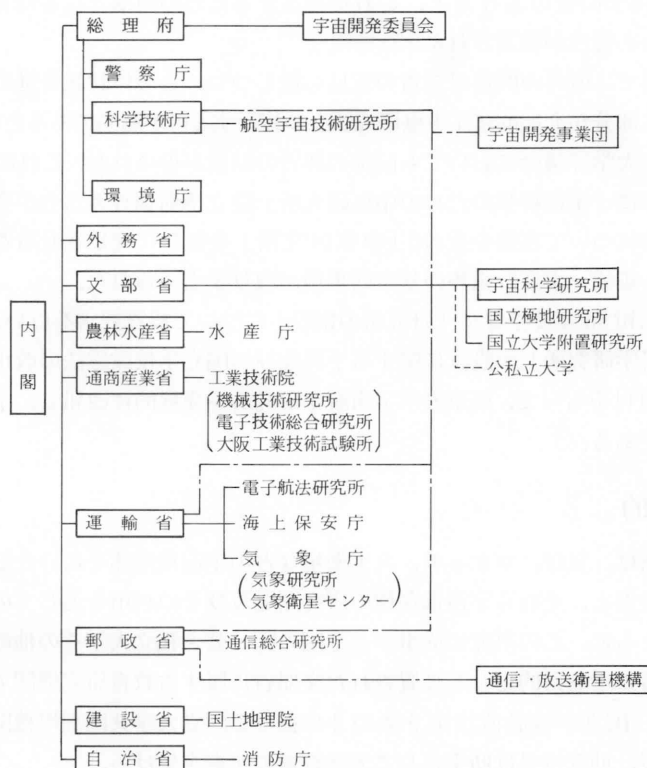 総理府
宇宙開発委員会
警察庁
科学技術庁
航空宇宙技術研究所
宇宙開発事業団
環境庁
外務省
文部省
宇宙科学研究所
国立極地研究所
国立大学附置研究所
公私立大学
内閣
農林水産省
水産庁
通商産業省
工業技術院
機械技術研究所
電子技術総合研究所
大阪工業技術試験所
運輸省
電子航法研究所
海上保安庁
気象庁
気象研究所
気象衛星センター
郵政省
通信総合研究所
通信・放送衛星機構
建設省
国土地理院
自治省
消防庁